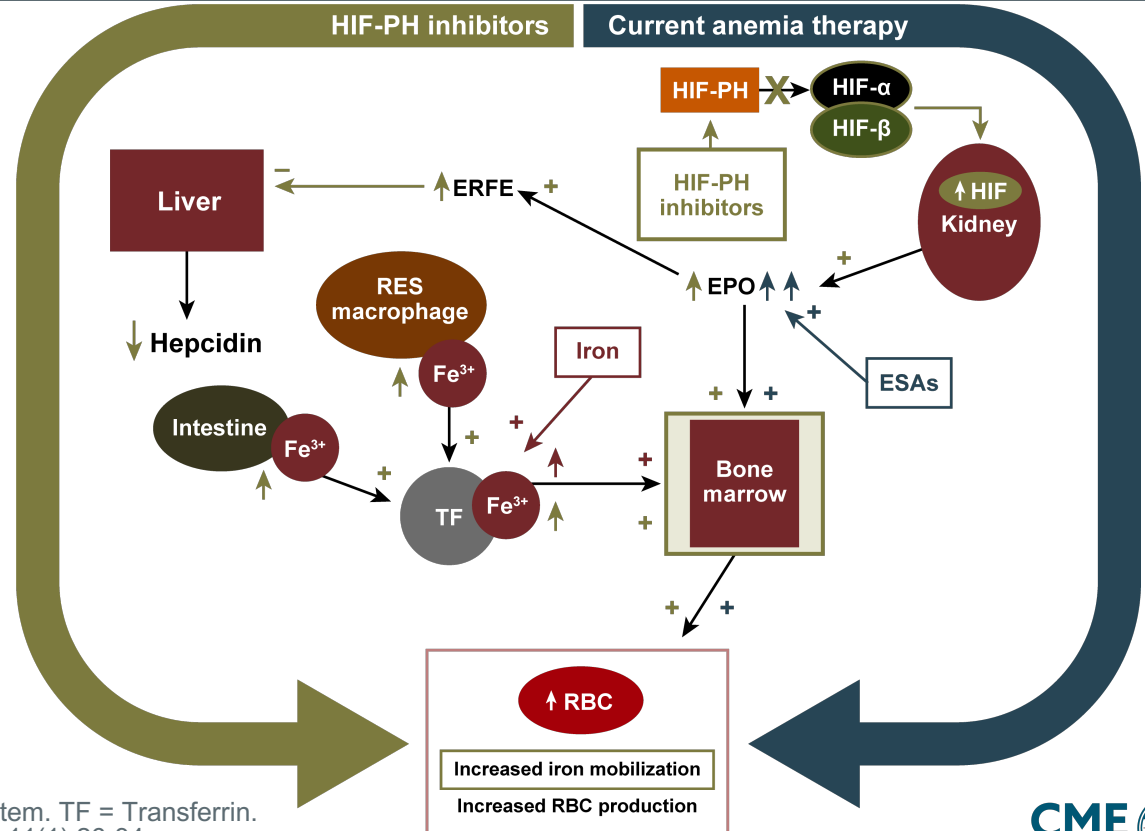 HIF-PH inhibitors
Current anemia therapy
HIF-PH
X
HIF-α
HIF-β
HIF-PH
inhibitors
↑ HIF
Kidney
Liver
−
↑ ERFE +
+
↑ EPO ↑ ↑
+
ESAs
RES
macrophage
↓ Hepcidin
Iron
Fe³⁺
↑
+ +
Intestine
Fe³⁺
↑
+
+
+
TF
Fe³⁺
↑
↑
+
+
Bone
marrow
+ +
↑ RBC
Increased iron mobilization
Increased RBC production
tem. TF = Transferrin.
CME